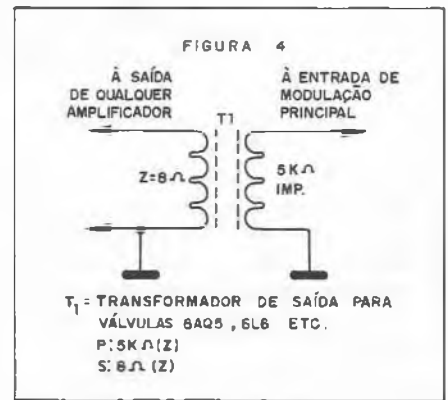 FIGURA 4
À SAÍDA
DE QUALQUER
AMPLIFICADOR
À ENTRADA DE
MODULAÇÃO
PRINCIPAL
T1
Z=8Ω
5KΩ
IMP.
T1 = TRANSFORMADOR DE SAÍDA PARA
VÁLVULAS 6AQ5, 6L6 ETC.
P: 5KΩ(Z)
S: 8Ω(Z)